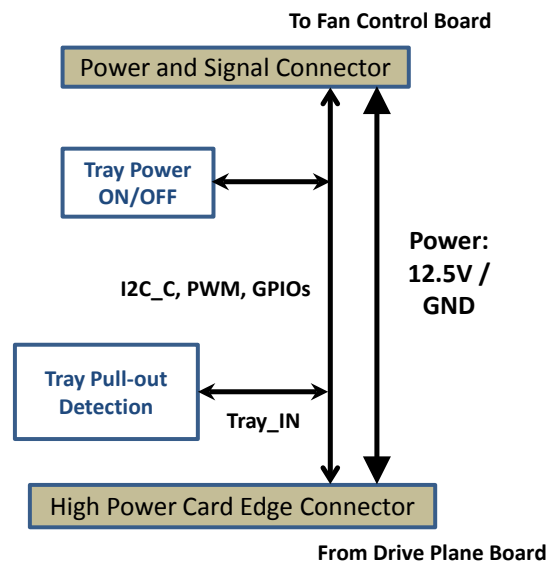 To Fan Control Board
Power and Signal Connector
Tray Power
ON/OFF
Power:
12.5V /
GND
I2C_C, PWM, GPIOs
Tray Pull-out
Detection
Tray_IN
High Power Card Edge Connector
From Drive Plane Board